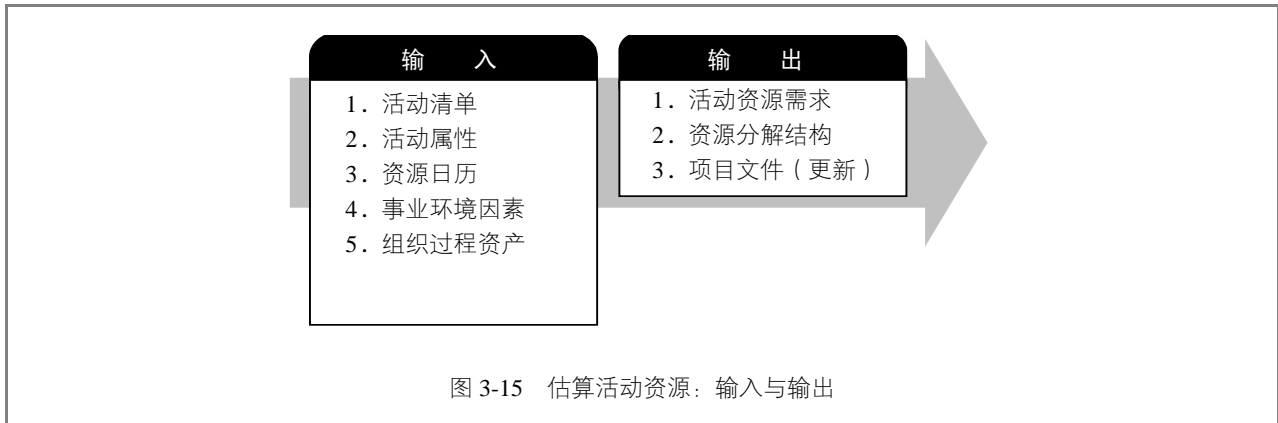 输 入
1. 活动清单
2. 活动属性
3. 资源日历
4. 事业环境因素
5. 组织过程资产
输 出
1. 活动资源需求
2. 资源分解结构
3. 项目文件（更新）
图 3-15 估算活动资源：输入与输出